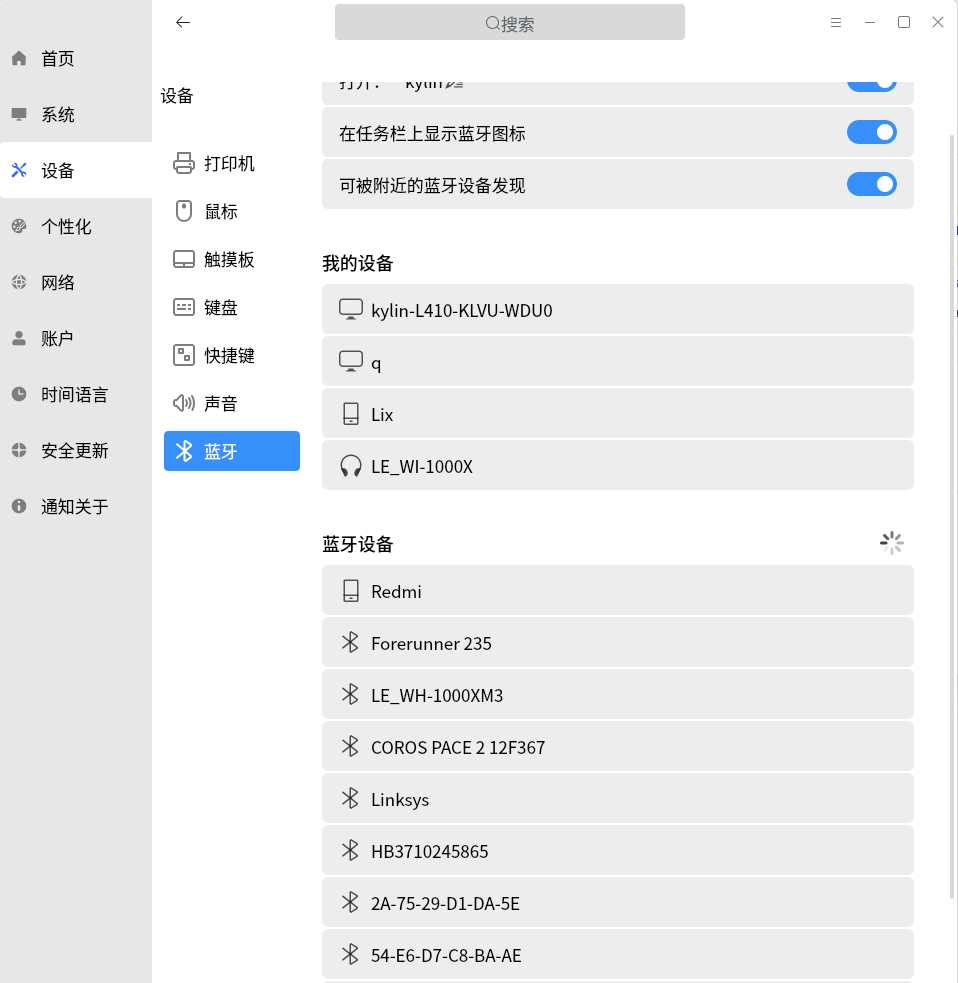 搜索
首页
系统
设备
个性化
网络
账户
时间语言
安全更新
通知关于
设备
打印机
鼠标
触摸板
键盘
快捷键
声音
蓝牙
打开： kylin
在任务栏上显示蓝牙图标
可被附近的蓝牙设备发现
我的设备
kylin-L410-KLVU-WDU0
q
Lix
LE_WI-1000X
蓝牙设备
Redmi
Forerunner 235
LE_WH-1000XM3
COROS PACE 2 12F367
Linksys
HB3710245865
2A-75-29-D1-DA-5E
54-E6-D7-C8-BA-AE